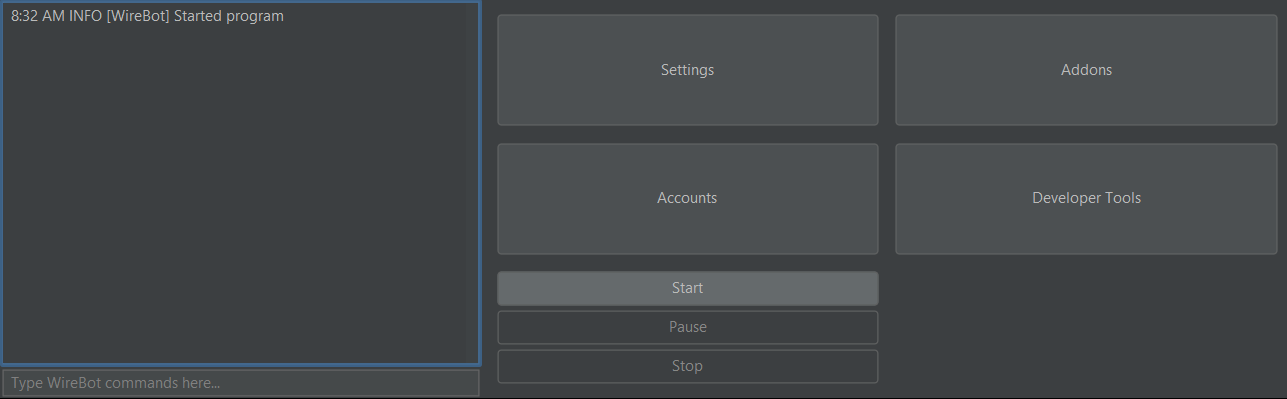 8:32 AM INFO [WireBot] Started program
Type WireBot commands here...
Settings
Addons
Accounts
Developer Tools
Start
Pause
Stop